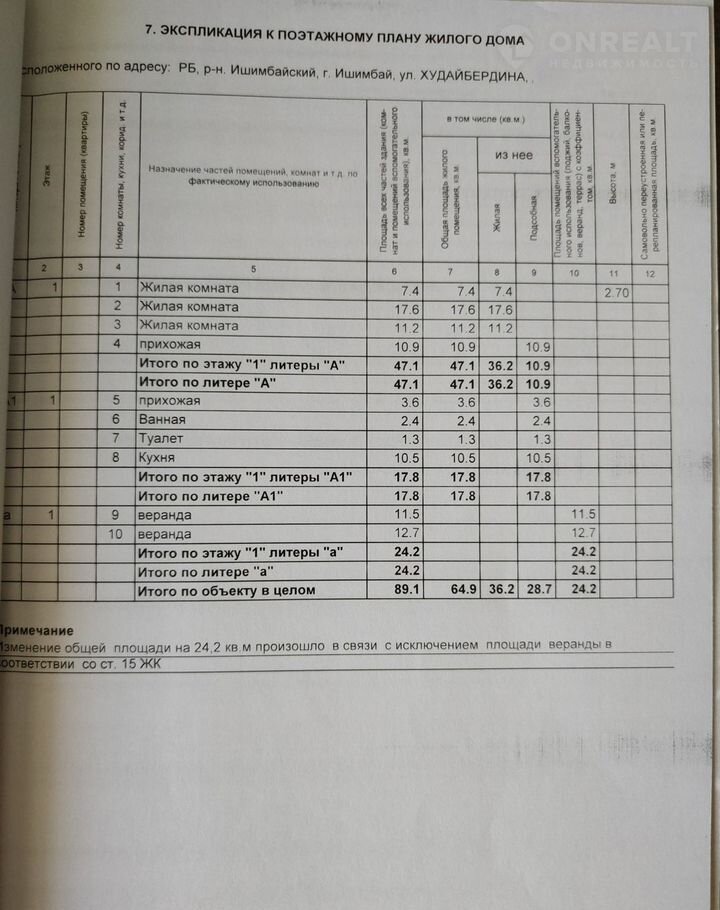 ONREALT
НЕДВИЖИМОСТЬ
7. ЭКСПЛИКАЦИЯ К ПОЭТАЖНОМУ ПЛАНУ ЖИЛОГО ДОМА
сположенного по адресу: РБ, р-н. Ишимбайский, г. Ишимбай, ул. ХУДАЙБЕРДИНА, ,
Этаж
Номер помещения (квартиры)
Номер комнаты, кухни, корид. и т.д.
Назначение частей помещений, комнат и т.д. по
фактическому использованию
Площадь всех частей здания (ком-
нат и помещений вспомогательного
использования), кв.м.
в том числе (кв.м.)
Общая площадь жилого
помещения, кв.м.
из нее
Жилая
Подсобная
Площадь помещений вспомогатель-
ного использования (лоджий, балко-
нов, веранд, террас) с коэффициен-
том, кв.м.
Высота, м
Самовольно переустроенная или пе-
репланированная площадь, кв.м
2 3 4 5 6 7 8 9 10 11 12
А 1 1 Жилая комната 7.4 7.4 7.4 2.70
2 Жилая комната 17.6 17.6 17.6
3 Жилая комната 11.2 11.2 11.2
4 прихожая 10.9 10.9 10.9
Итого по этажу "1" литеры "А" 47.1 47.1 36.2 10.9
Итого по литере "А" 47.1 47.1 36.2 10.9
А1 1 5 прихожая 3.6 3.6 3.6
6 Ванная 2.4 2.4 2.4
7 Туалет 1.3 1.3 1.3
8 Кухня 10.5 10.5 10.5
Итого по этажу "1" литеры "А1" 17.8 17.8 17.8
Итого по литере "А1" 17.8 17.8 17.8
а 1 9 веранда 11.5 11.5
10 веранда 12.7 12.7
Итого по этажу "1" литеры "а" 24.2 24.2
Итого по литере "а" 24.2 24.2
Итого по объекту в целом 89.1 64.9 36.2 28.7 24.2
Примечание
Изменение общей площади на 24,2 кв.м произошло в связи с исключением площади веранды в
соответствии со ст. 15 ЖК